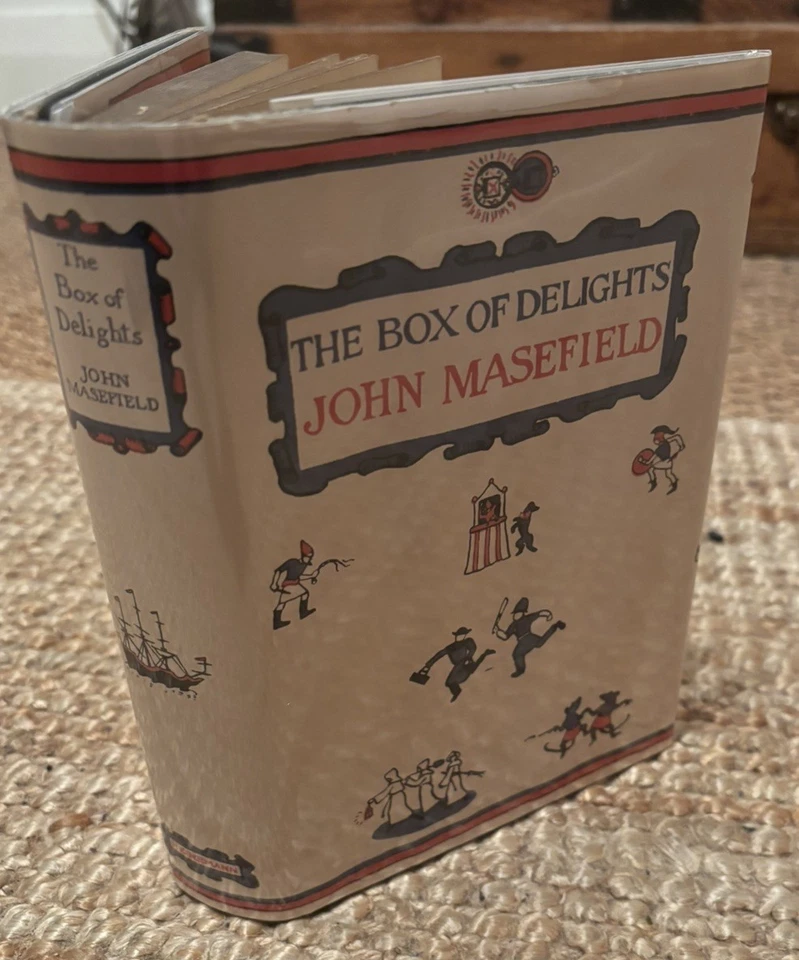 The
Box of
Delights
JOHN
MASEFIELD
THE BOX OF DELIGHTS
JOHN MASEFIELD